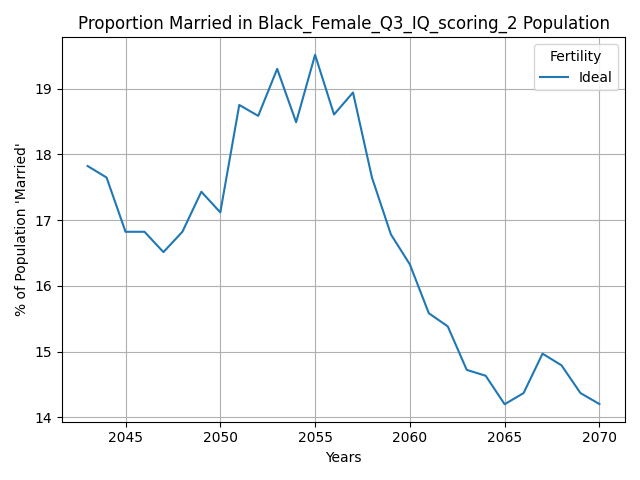 Proportion Married in Black_Female_Q3_IQ_scoring_2 Population
Fertility
Ideal
% of Population 'Married'
19
18
17
16
15
14
2045
2050
2055
2060
2065
2070
Years